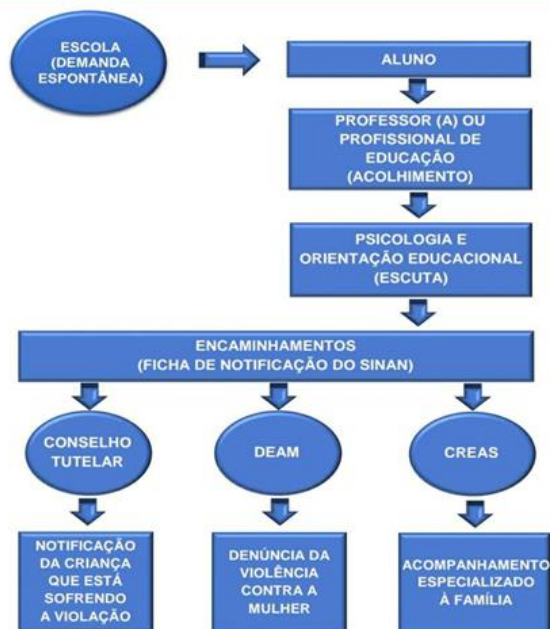 ESCOLA
(DEMANDA
ESPONTÂNEA)
ALUNO
PROFESSOR (A) OU
PROFISSIONAL DE
EDUCAÇÃO
(ACOLHIMENTO)
PSICOLOGIA E
ORIENTAÇÃO EDUCACIONAL
(ESCUTA)
ENCAMINHAMENTOS
(FICHA DE NOTIFICAÇÃO DO SINAN)
CONSELHO
TUTELAR
DEAM
CREAS
NOTIFICAÇÃO
DA CRIANÇA
QUE ESTÁ
SOFRENDO
A VIOLAÇÃO
DENÚNCIA DA
VIOLÊNCIA
CONTRA A
MULHER
ACOMPANHAMENTO
ESPECIALIZADO
À FAMÍLIA